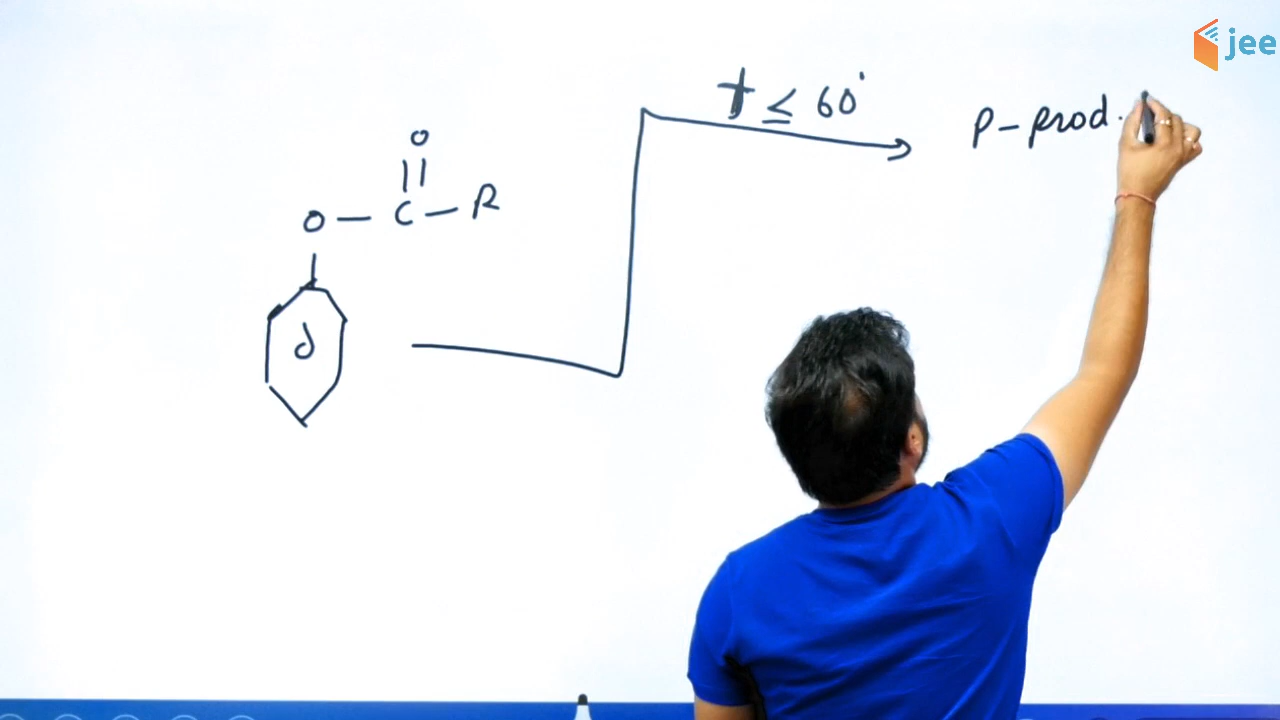 jee
t ≤ 60°
p-prod.
O
||
O — C — R
|